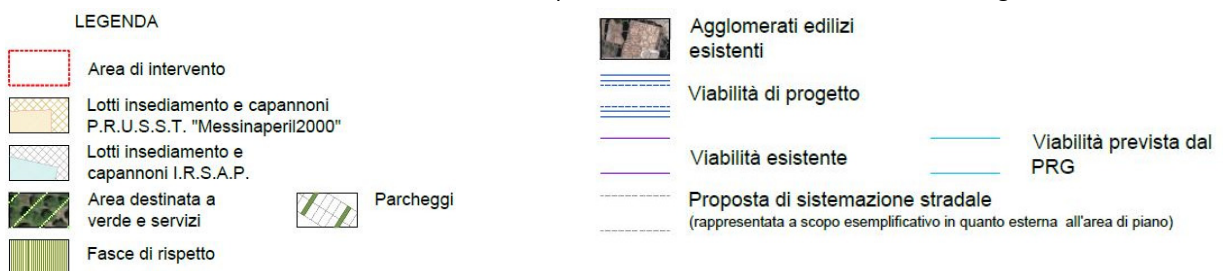 LEGENDA
Area di intervento
Lotti insediamento e capannoni
P.R.U.S.S.T. "Messinaperil2000"
Lotti insediamento e
capannoni I.R.S.A.P.
Area destinata a
verde e servizi
Parcheggi
Fasce di rispetto
Agglomerati edilizi
esistenti
Viabilità di progetto
Viabilità esistente
Viabilità prevista dal
PRG
Proposta di sistemazione stradale
(rappresentata a scopo esemplificativo in quanto esterna all'area di piano)